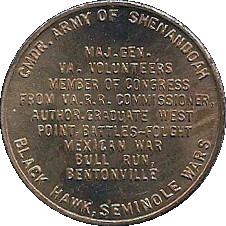 CMDR. ARMY OF SHENANDOAH
MAJ. GEN.
VA. VOLUNTEERS
MEMBER OF CONGRESS
FROM VA. R.R. COMMISSIONER,
AUTHOR. GRADUATE WEST
POINT. BATTLES-FOUGHT
MEXICAN WAR
BULL RUN,
BENTONVILLE
BLACK HAWK, SEMINOLE WARS